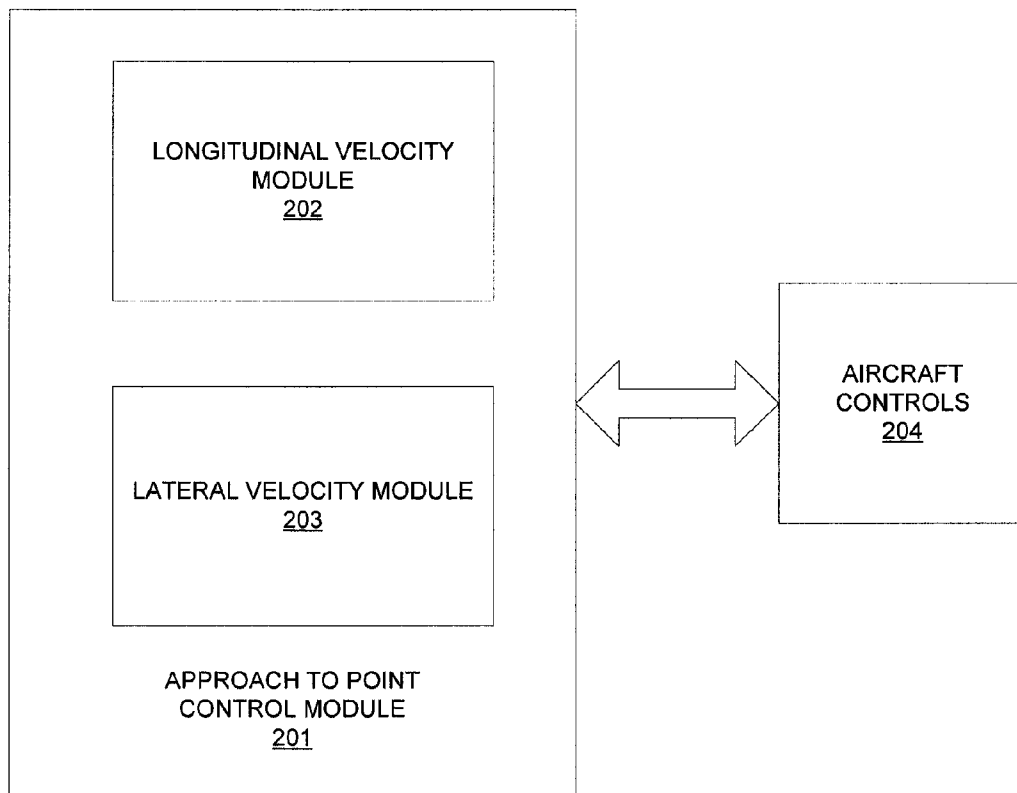 LONGITUDINAL VELOCITY
MODULE
202
LATERAL VELOCITY MODULE
203
APPROACH TO POINT
CONTROL MODULE
201
AIRCRAFT
CONTROLS
204